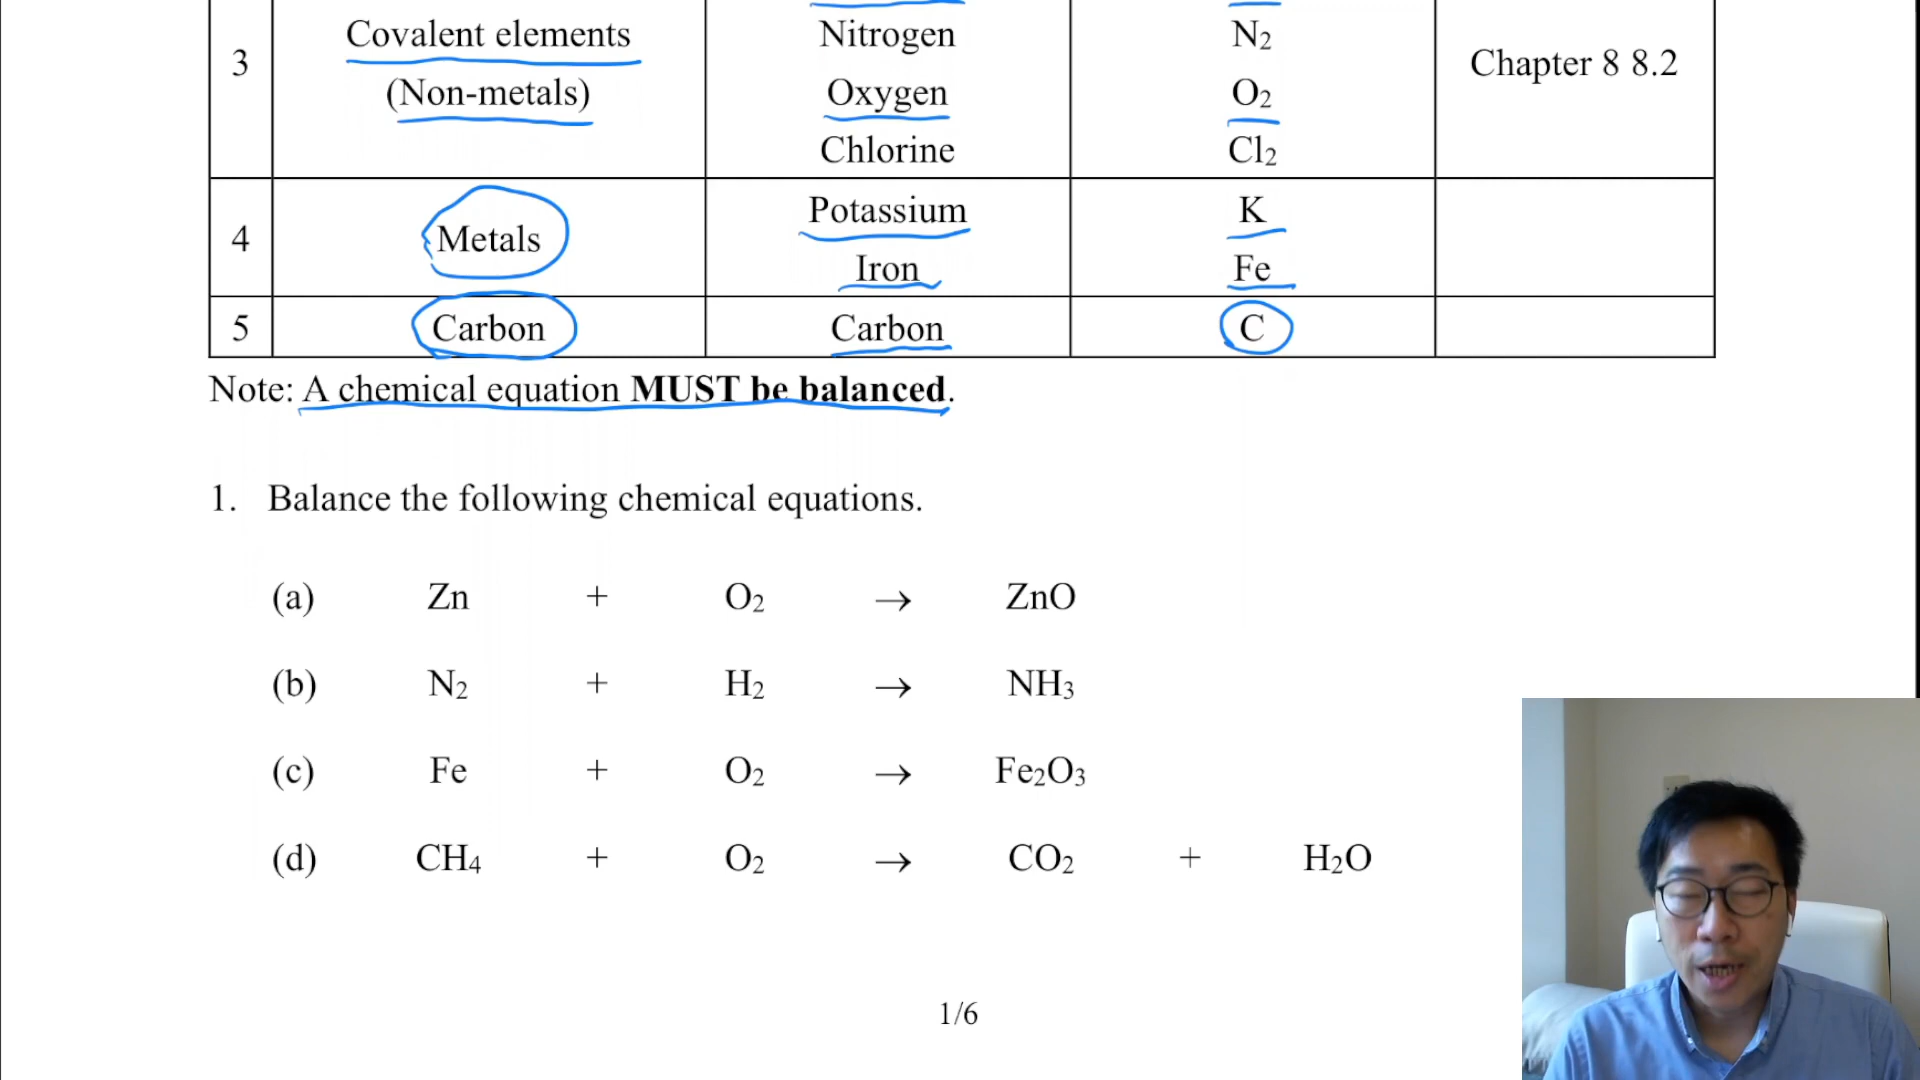 3 Covalent elements (Non-metals) Nitrogen N₂ Chapter 8 8.2
Oxygen O₂
Chlorine Cl₂
4 Metals Potassium K
Iron Fe
5 Carbon Carbon C
Note: A chemical equation MUST be balanced.
1. Balance the following chemical equations.
(a) Zn + O₂ → ZnO
(b) N₂ + H₂ → NH₃
(c) Fe + O₂ → Fe₂O₃
(d) CH₄ + O₂ → CO₂ + H₂O
1/6